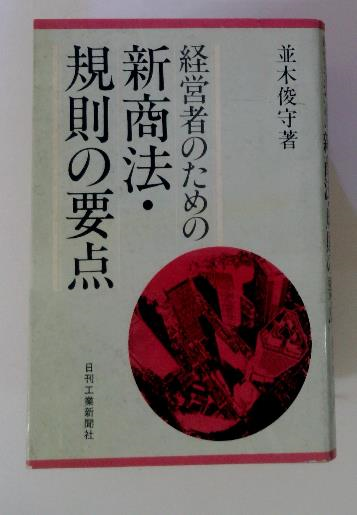 並木俊守著
経営者のための
新商法・
規則の要点
日刊工業新聞社